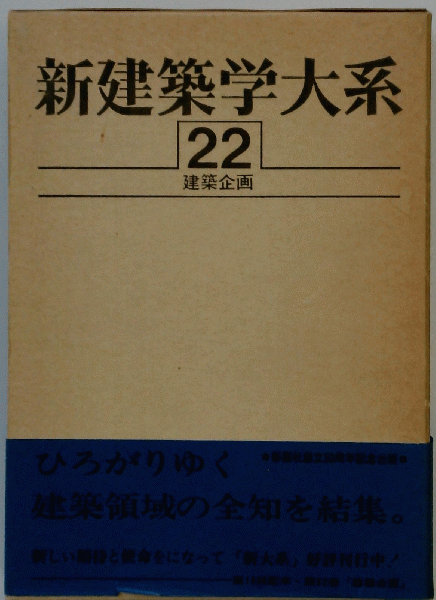 新建築学大系
22
建築企画
ひろがりゆく
建築領域の全知を結集。
新しい期待と使命をになって「新大系」好評刊行中!